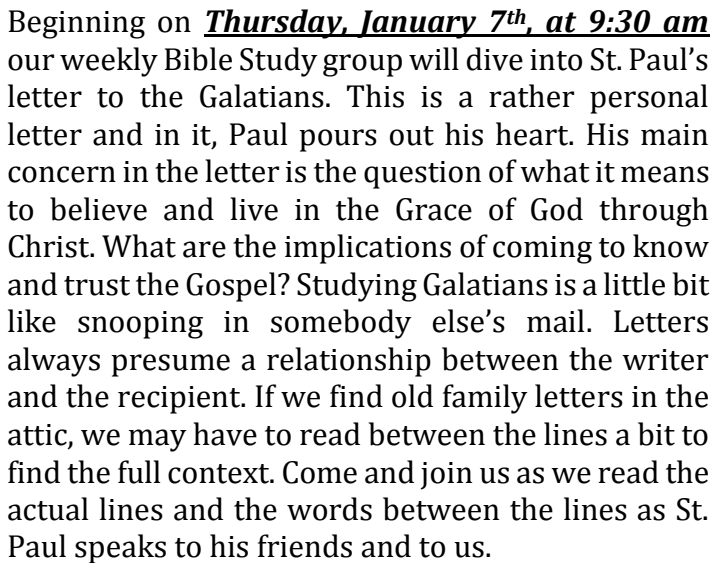 Beginning on Thursday, January 7th, at 9:30 am
our weekly Bible Study group will dive into St. Paul’s
letter to the Galatians. This is a rather personal
letter and in it, Paul pours out his heart. His main
concern in the letter is the question of what it means
to believe and live in the Grace of God through
Christ. What are the implications of coming to know
and trust the Gospel? Studying Galatians is a little bit
like snooping in somebody else’s mail. Letters
always presume a relationship between the writer
and the recipient. If we find old family letters in the
attic, we may have to read between the lines a bit to
find the full context. Come and join us as we read the
actual lines and the words between the lines as St.
Paul speaks to his friends and to us.